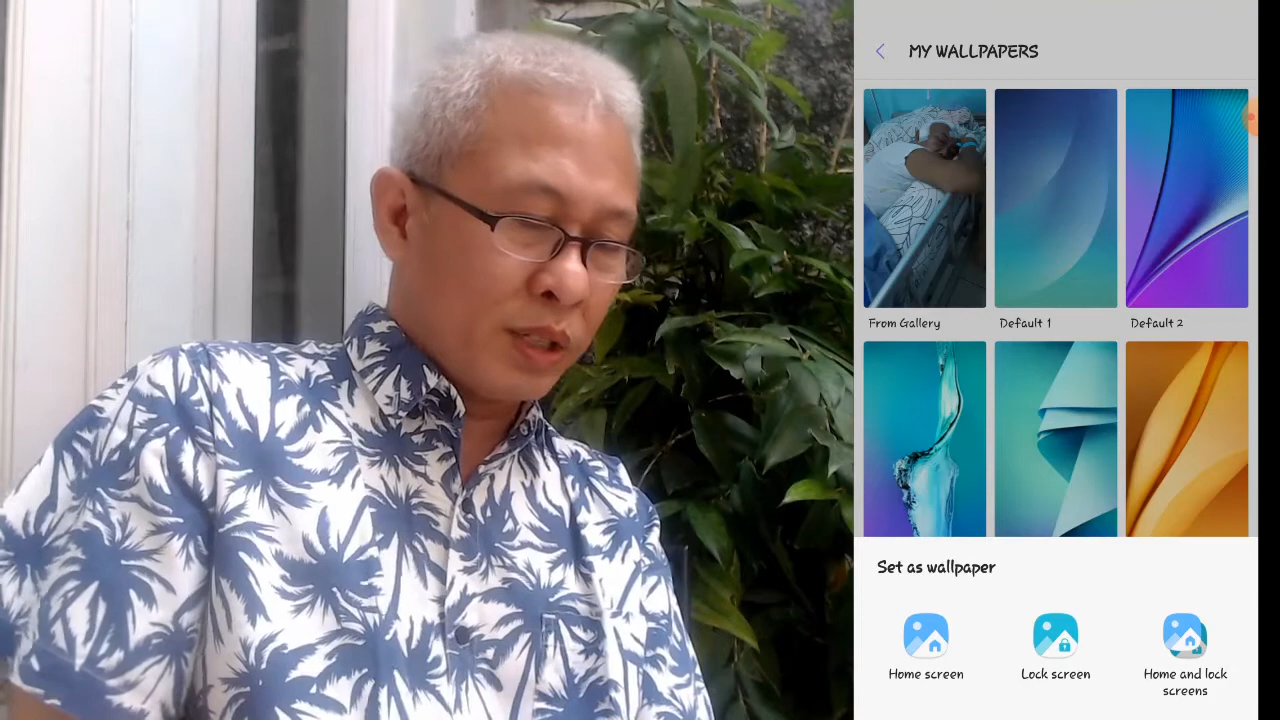 MY WALLPAPERS
From Gallery
Default 1
Default 2
Set as wallpaper
Home screen
Lock screen
Home and lock
screens